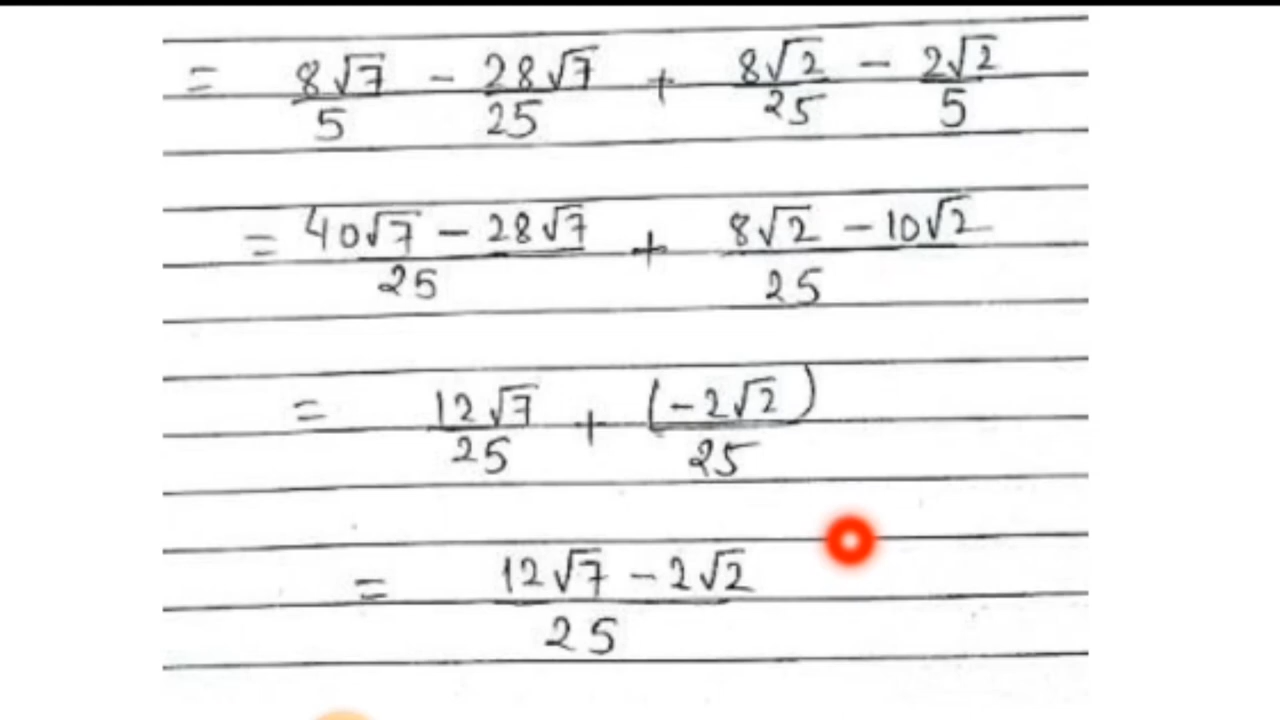 = 8√7/5 - 28√7/25 + 8√2/25 - 2√2/5
= 40√7 - 28√7/25 + 8√2 - 10√2/25
= 12√7/25 + (-2√2)/25
= 12√7 - 2√2/25